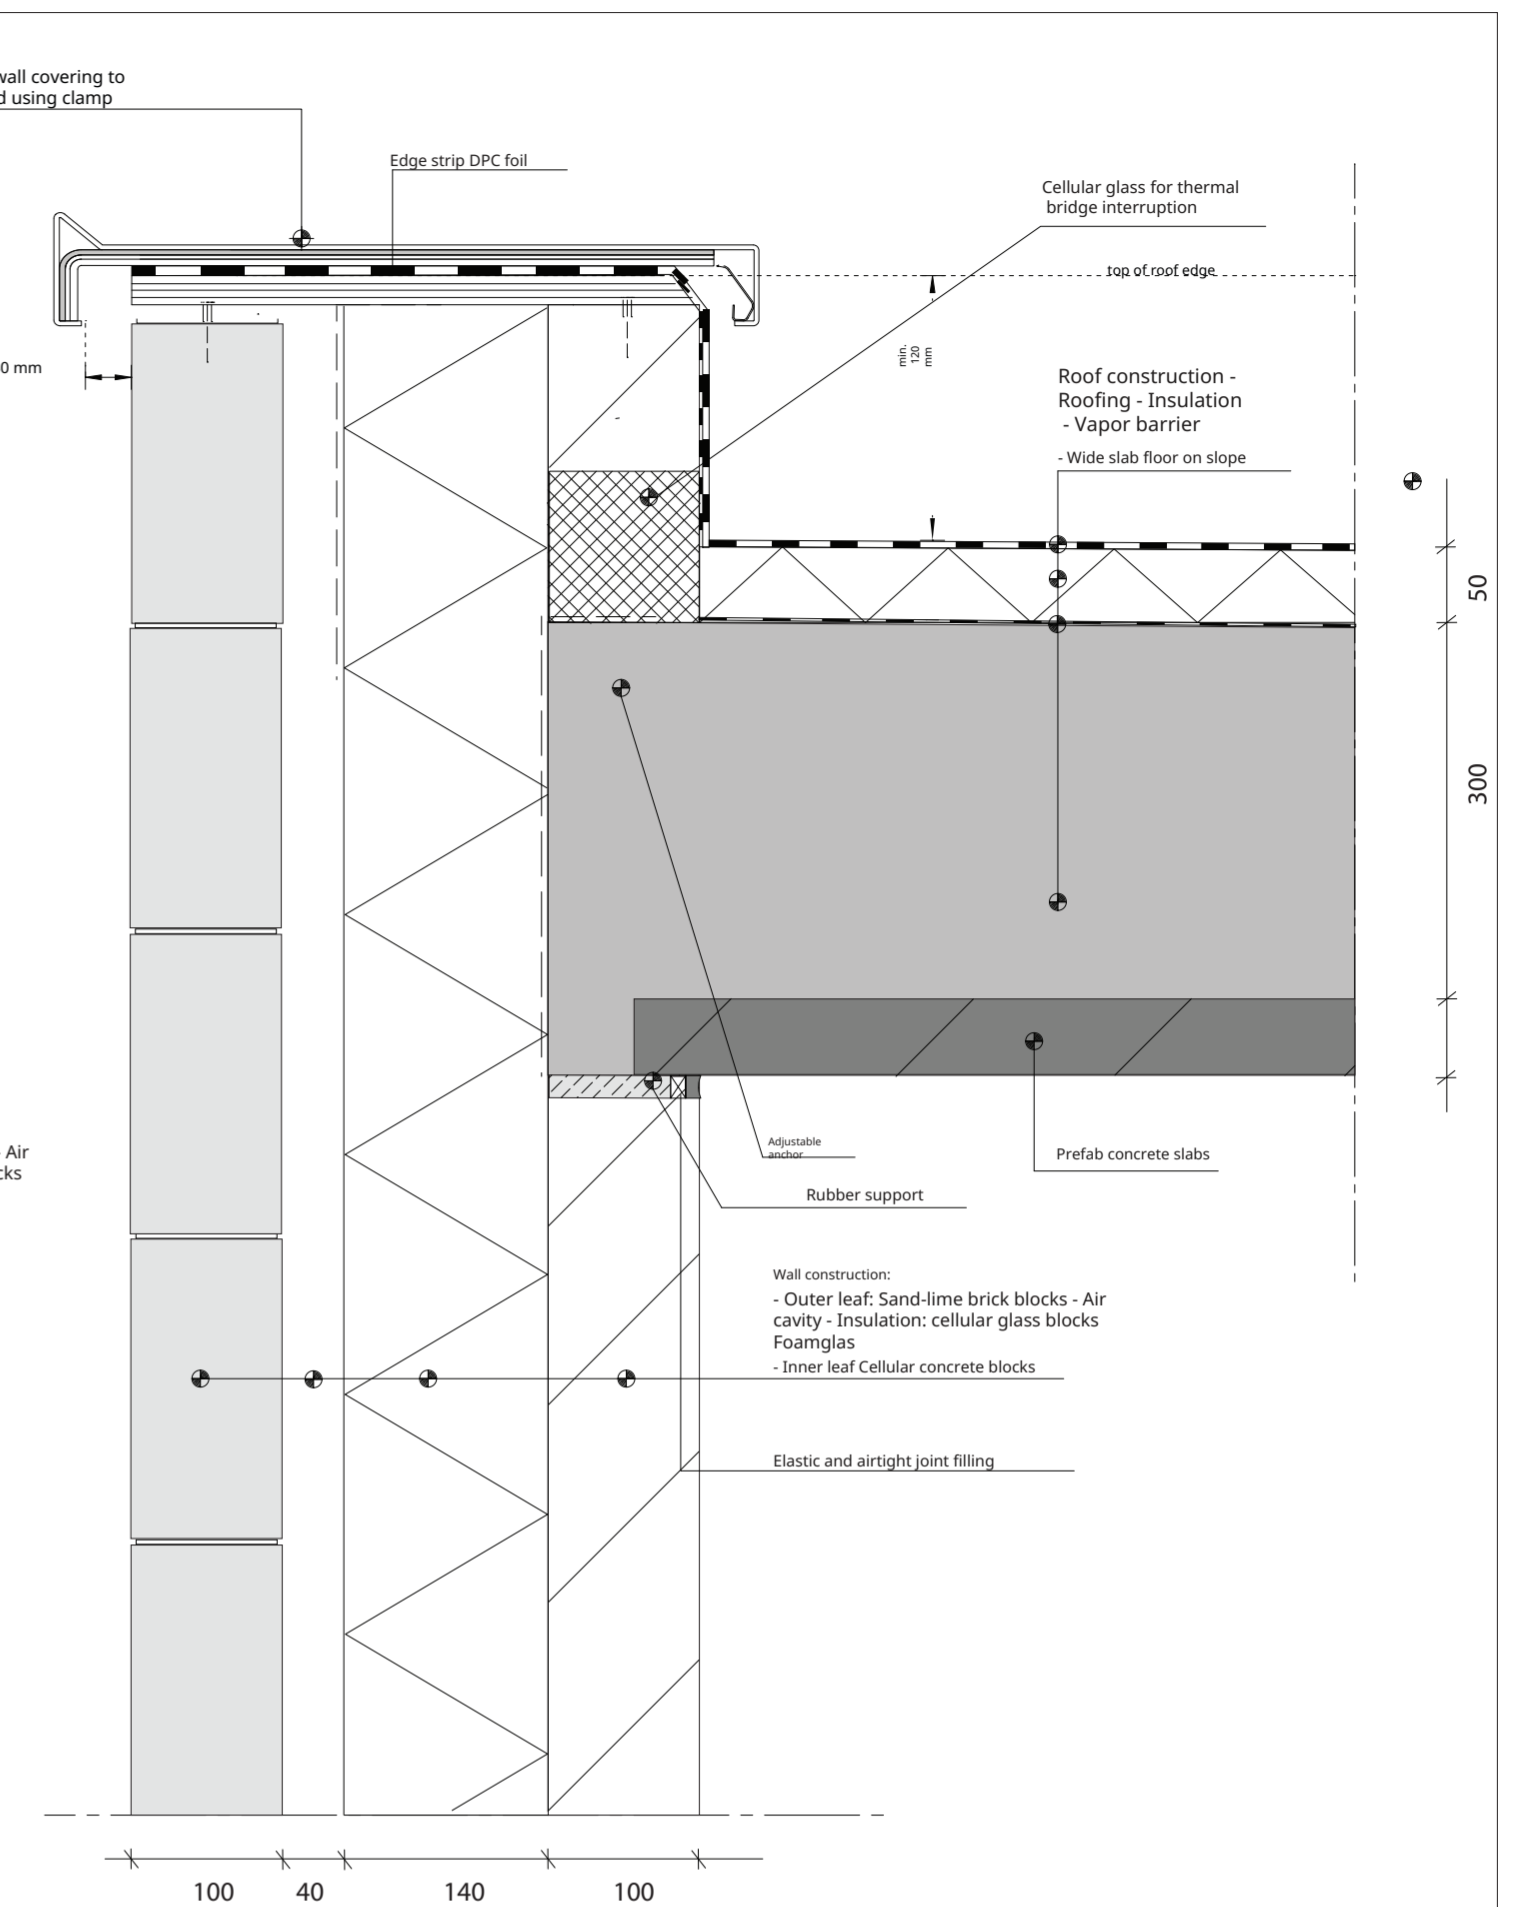 wall covering to
d using clamp
Edge strip DPC foil
Cellular glass for thermal
bridge interruption
top of roof edge
0 mm
min.
120
mm
Roof construction -
Roofing - Insulation
- Vapor barrier
- Wide slab floor on slope
50
300
- Air
cks
Adjustable
anchor
Prefab concrete slabs
Rubber support
Wall construction:
- Outer leaf: Sand-lime brick blocks - Air
cavity - Insulation: cellular glass blocks
Foamglas
- Inner leaf Cellular concrete blocks
Elastic and airtight joint filling
100 40 140 100